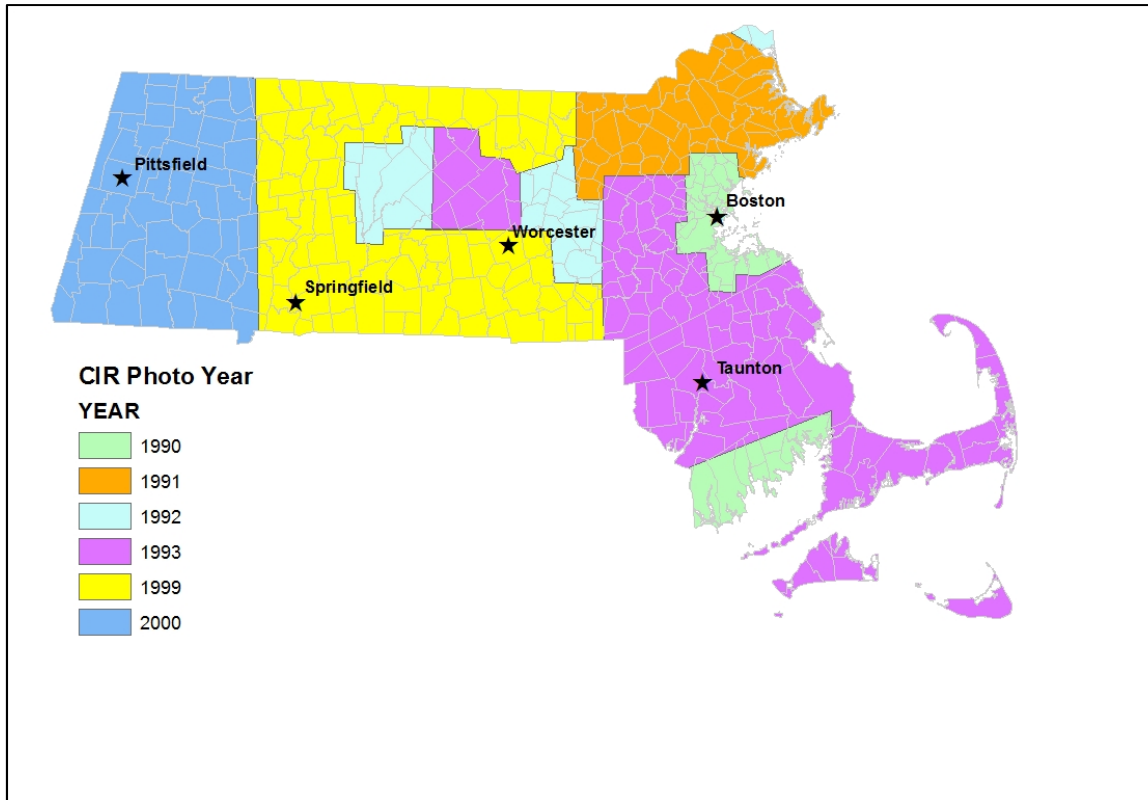 Pittsfield
Boston
Worcester
Springfield
Taunton
CIR Photo Year
YEAR
1990
1991
1992
1993
1999
2000